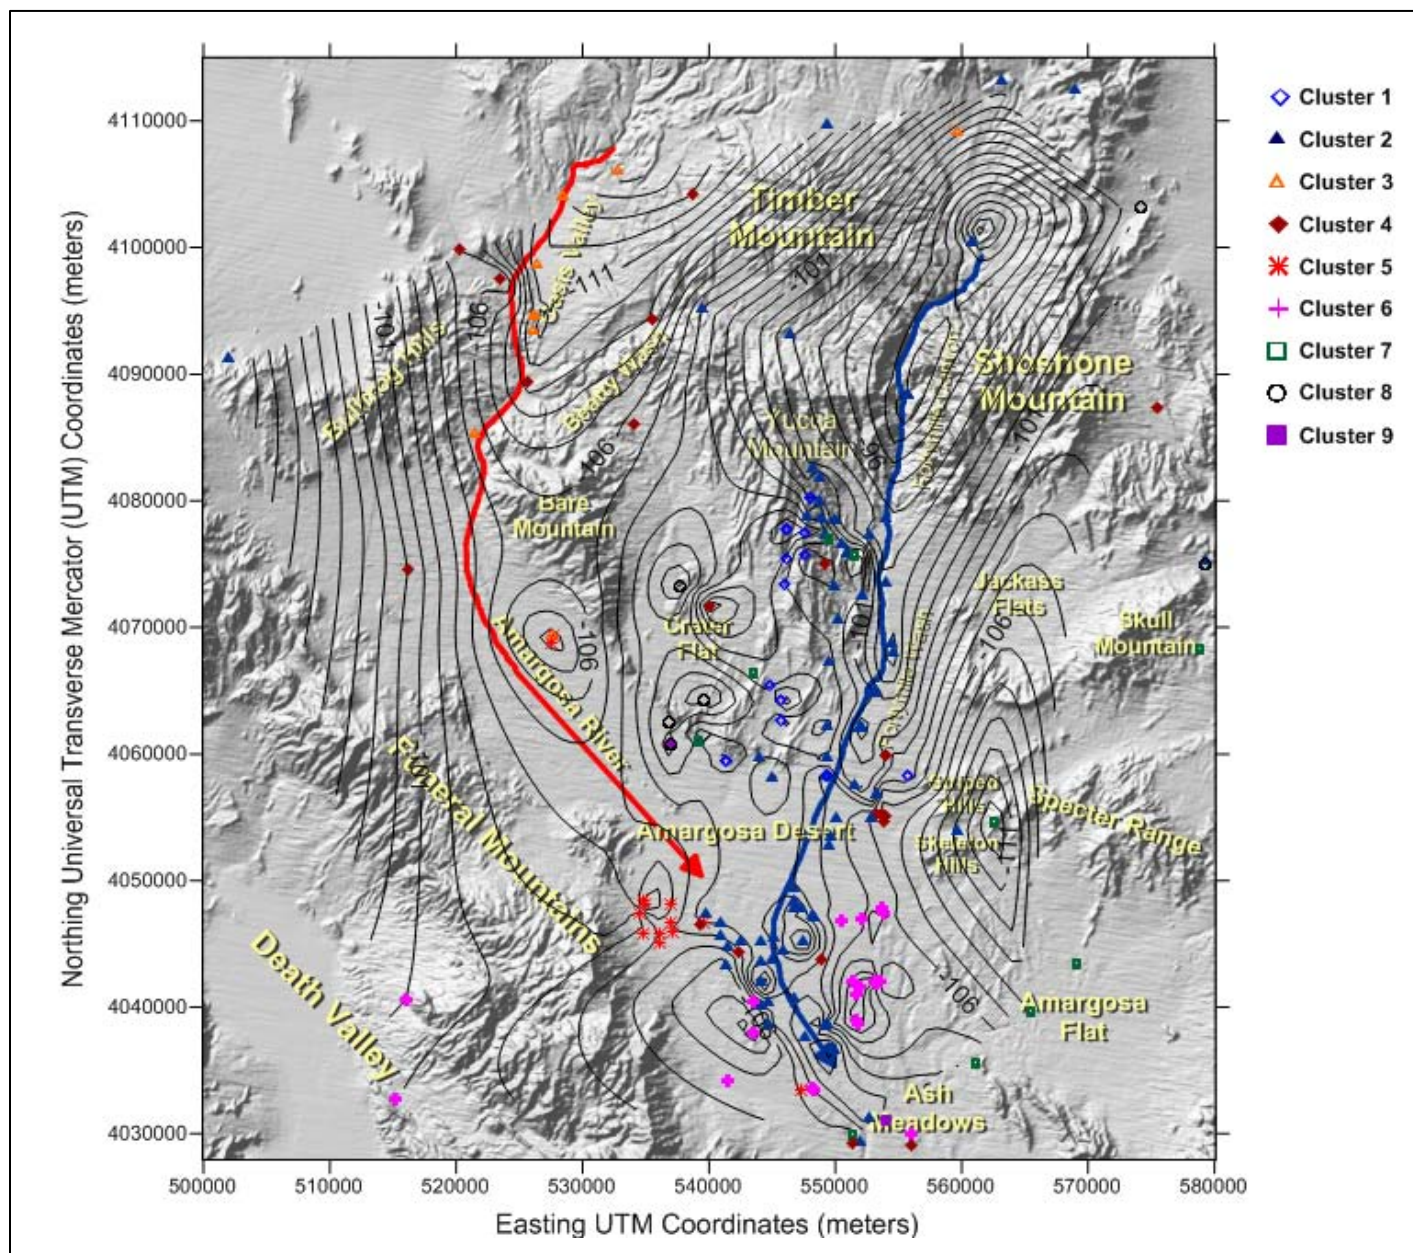 4110000
4100000
4090000
4080000
4070000
4060000
4050000
4040000
4030000
Northing Universal Transverse Mercator (UTM) Coordinates (meters)
500000
510000
520000
530000
540000
550000
560000
570000
580000
Easting UTM Coordinates (meters)
Cluster 1
Cluster 2
Cluster 3
Cluster 4
Cluster 5
Cluster 6
Cluster 7
Cluster 8
Cluster 9
Timber
Mountain
Oasis Valley
-111
-101
-106
Bullfrog Hills
Beatty Wash
Shoshone
Mountain
Yucca
Mountain
-106
Bare
Mountain
Jackass
Flats
Skull
Mountain
Crater
Flat
-106
-106
Amargosa River
Fortymile Wash
Funeral Mountains
Striped
Hills
Specter Range
Amargosa Desert
Skeleton
Hills
Death Valley
-106
Amargosa
Flat
Ash
Meadows